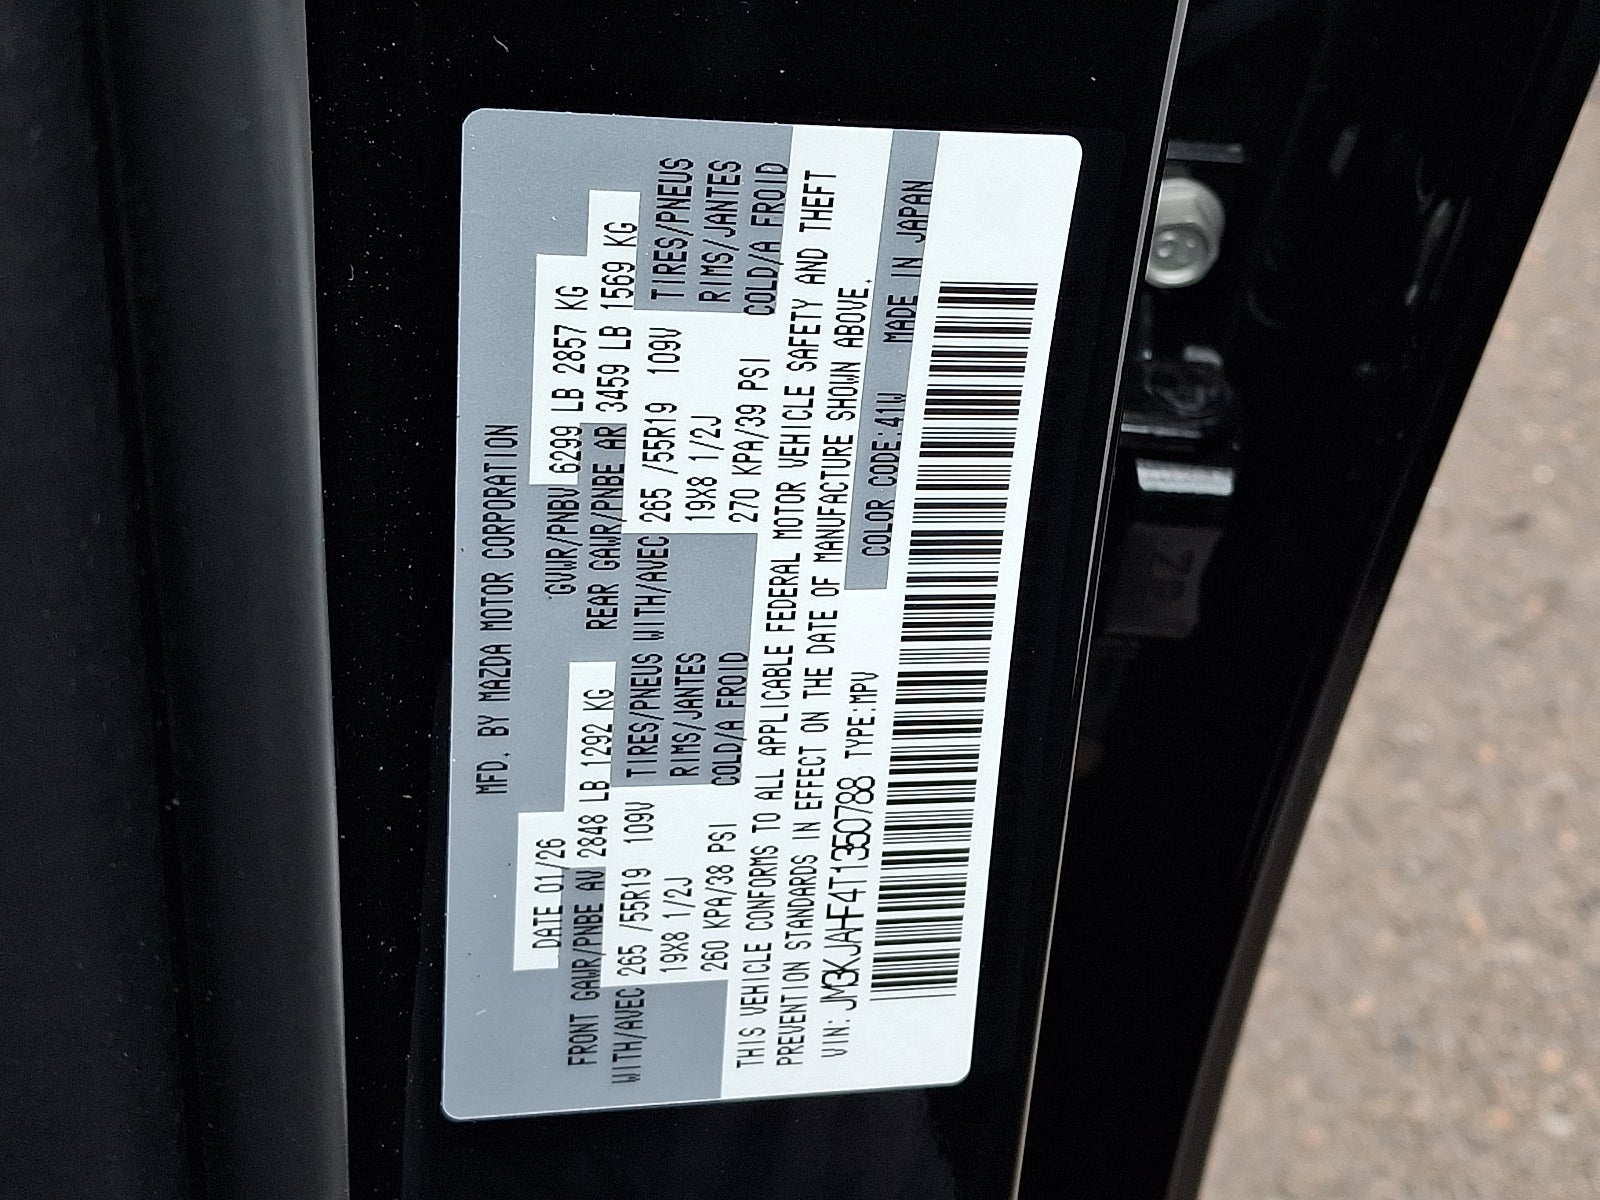 MFD. BY MAZDA MOTOR CORPORATION
DATE 01/26 GVWR/PNBV 6299 LB 2857 KG
FRONT GAWR/PNBE AV 2848 LB 1292 KG REAR GAWR/PNBE AR 3459 LB 1569 KG
WITH/AVEC 265 /55R19 109V TIRES/PNEUS WITH/AVEC 265 /55R19 109V TIRES/PNEUS
19X8 1/2J RIMS/JANTES 19X8 1/2J RIMS/JANTES
260 KPA/38 PSI COLD/A FROID 270 KPA/39 PSI COLD/A FROID
THIS VEHICLE CONFORMS TO ALL APPLICABLE FEDERAL MOTOR VEHICLE SAFETY AND THEFT
PREVENTION STANDARDS IN EFFECT ON THE DATE OF MANUFACTURE SHOWN ABOVE.
VIN: JM3KJAHF4T1350788 TYPE:MPV COLOR CODE:41W MADE IN JAPAN